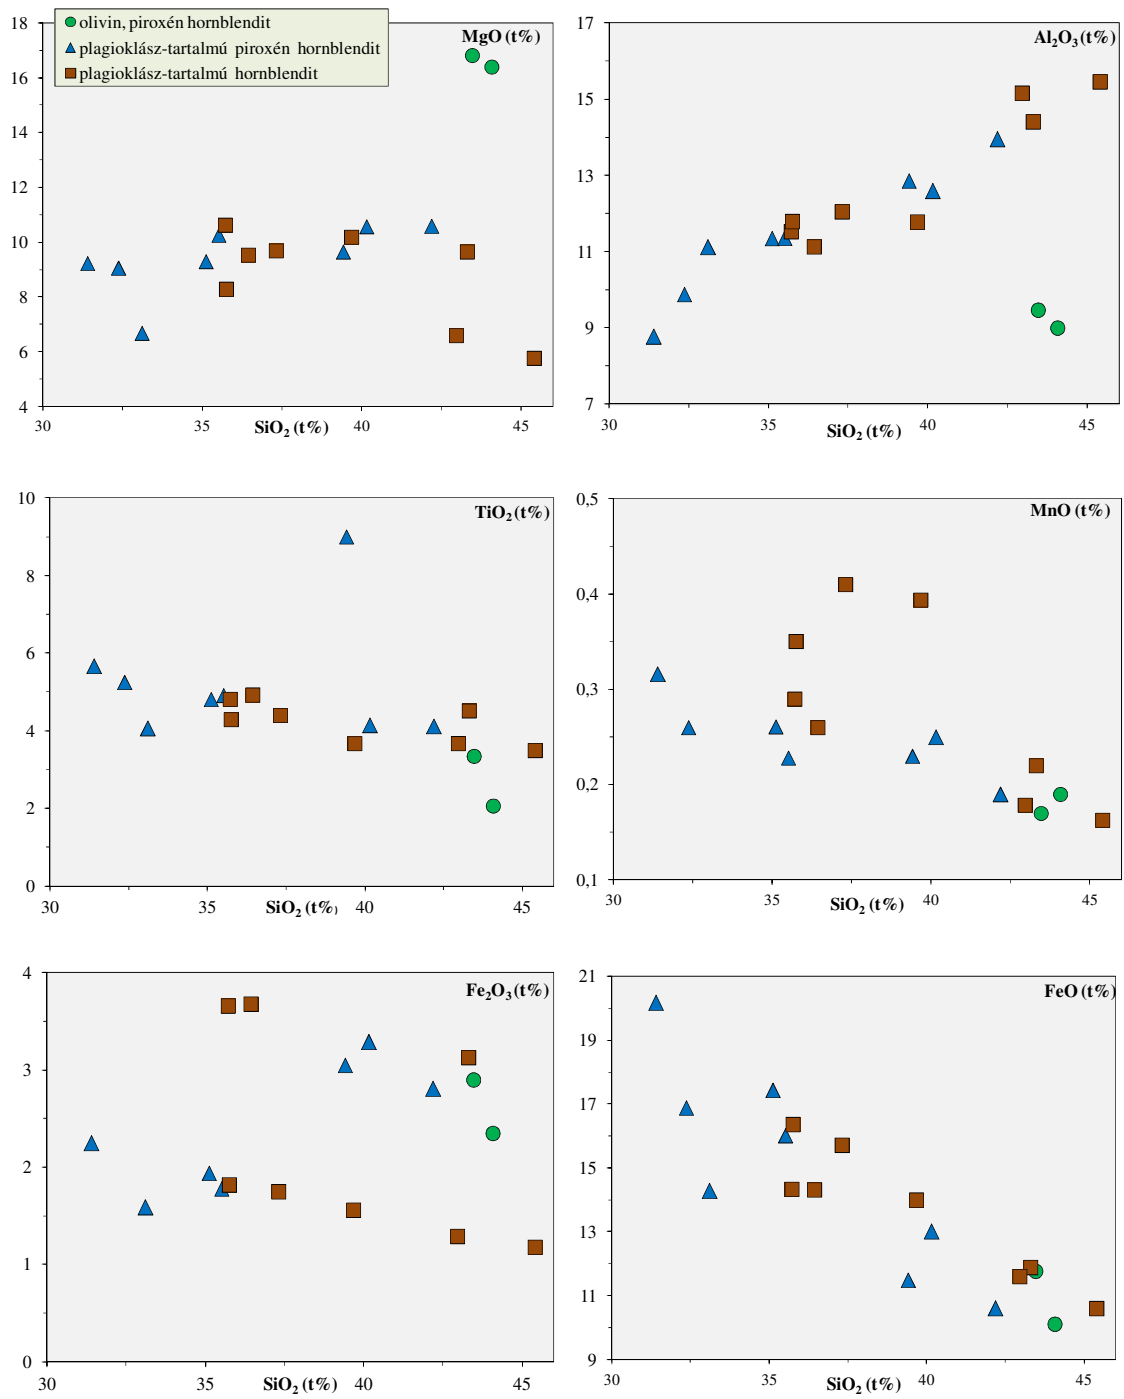 olivin, piroxén hornblendit
plagioklász-tartalmú piroxén hornblendit
plagioklász-tartalmú hornblendit
MgO (t%)
18
16
14
12
10
8
6
4
30 35 40 45
SiO₂ (t%)
Al₂O₃ (t%)
17
15
13
11
9
7
30 35 40 45
SiO₂ (t%)
TiO₂ (t%)
10
8
6
4
2
0
30 35 40 45
SiO₂ (t%)
MnO (t%)
0,5
0,4
0,3
0,2
0,1
30 35 40 45
SiO₂ (t%)
Fe₂O₃ (t%)
4
3
2
1
0
30 35 40 45
SiO₂ (t%)
FeO (t%)
21
19
17
15
13
11
9
30 35 40 45
SiO₂ (t%)